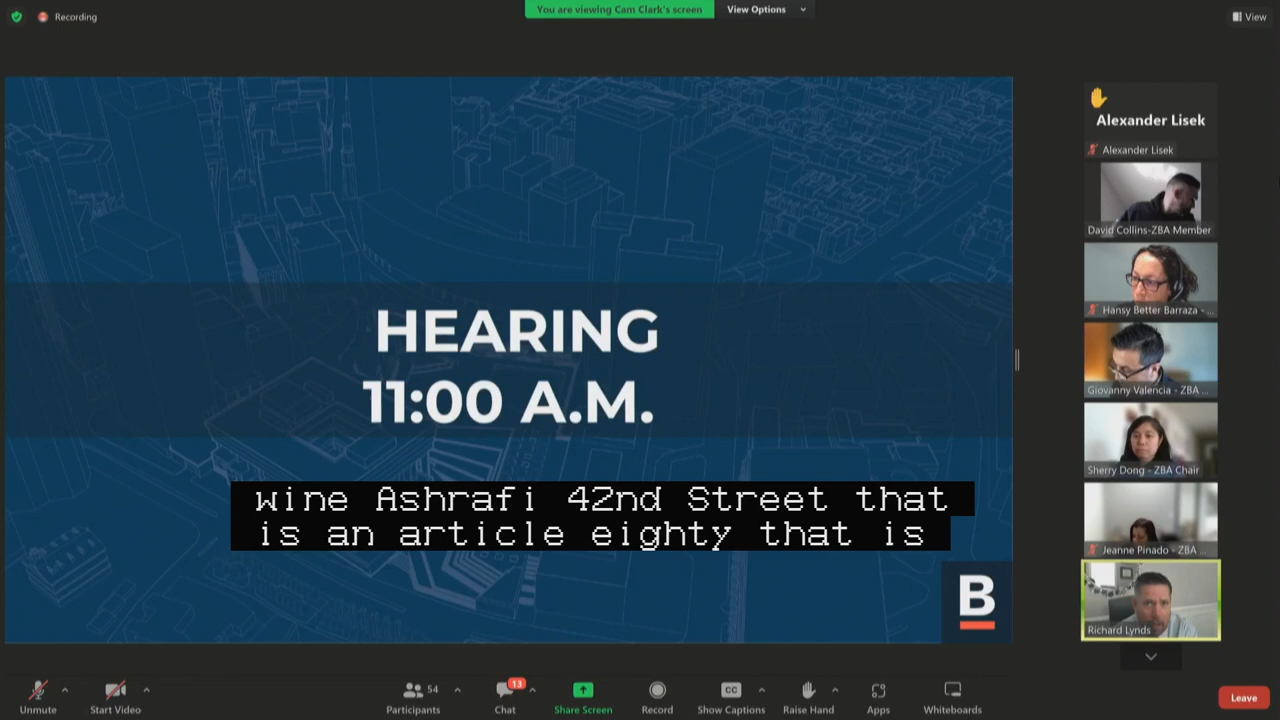 Recording
You are viewing Cam Clark's screen
View Options
View
Alexander Lisek
Alexander Lisek
David Collins-ZBA Member
Hansy Better Barraza - ...
Giovanny Valencia - ZBA ...
Sherry Dong - ZBA Chair
Jeanne Pinado - ZBA ...
Richard Lynds
HEARING
11:00 A.M.
wine Ashrafi 42nd Street that
is an article eighty that is
B
Unmute
Start Video
54
Participants
13
Chat
Share Screen
Record
CC
Show Captions
Raise Hand
Apps
Whiteboards
Leave